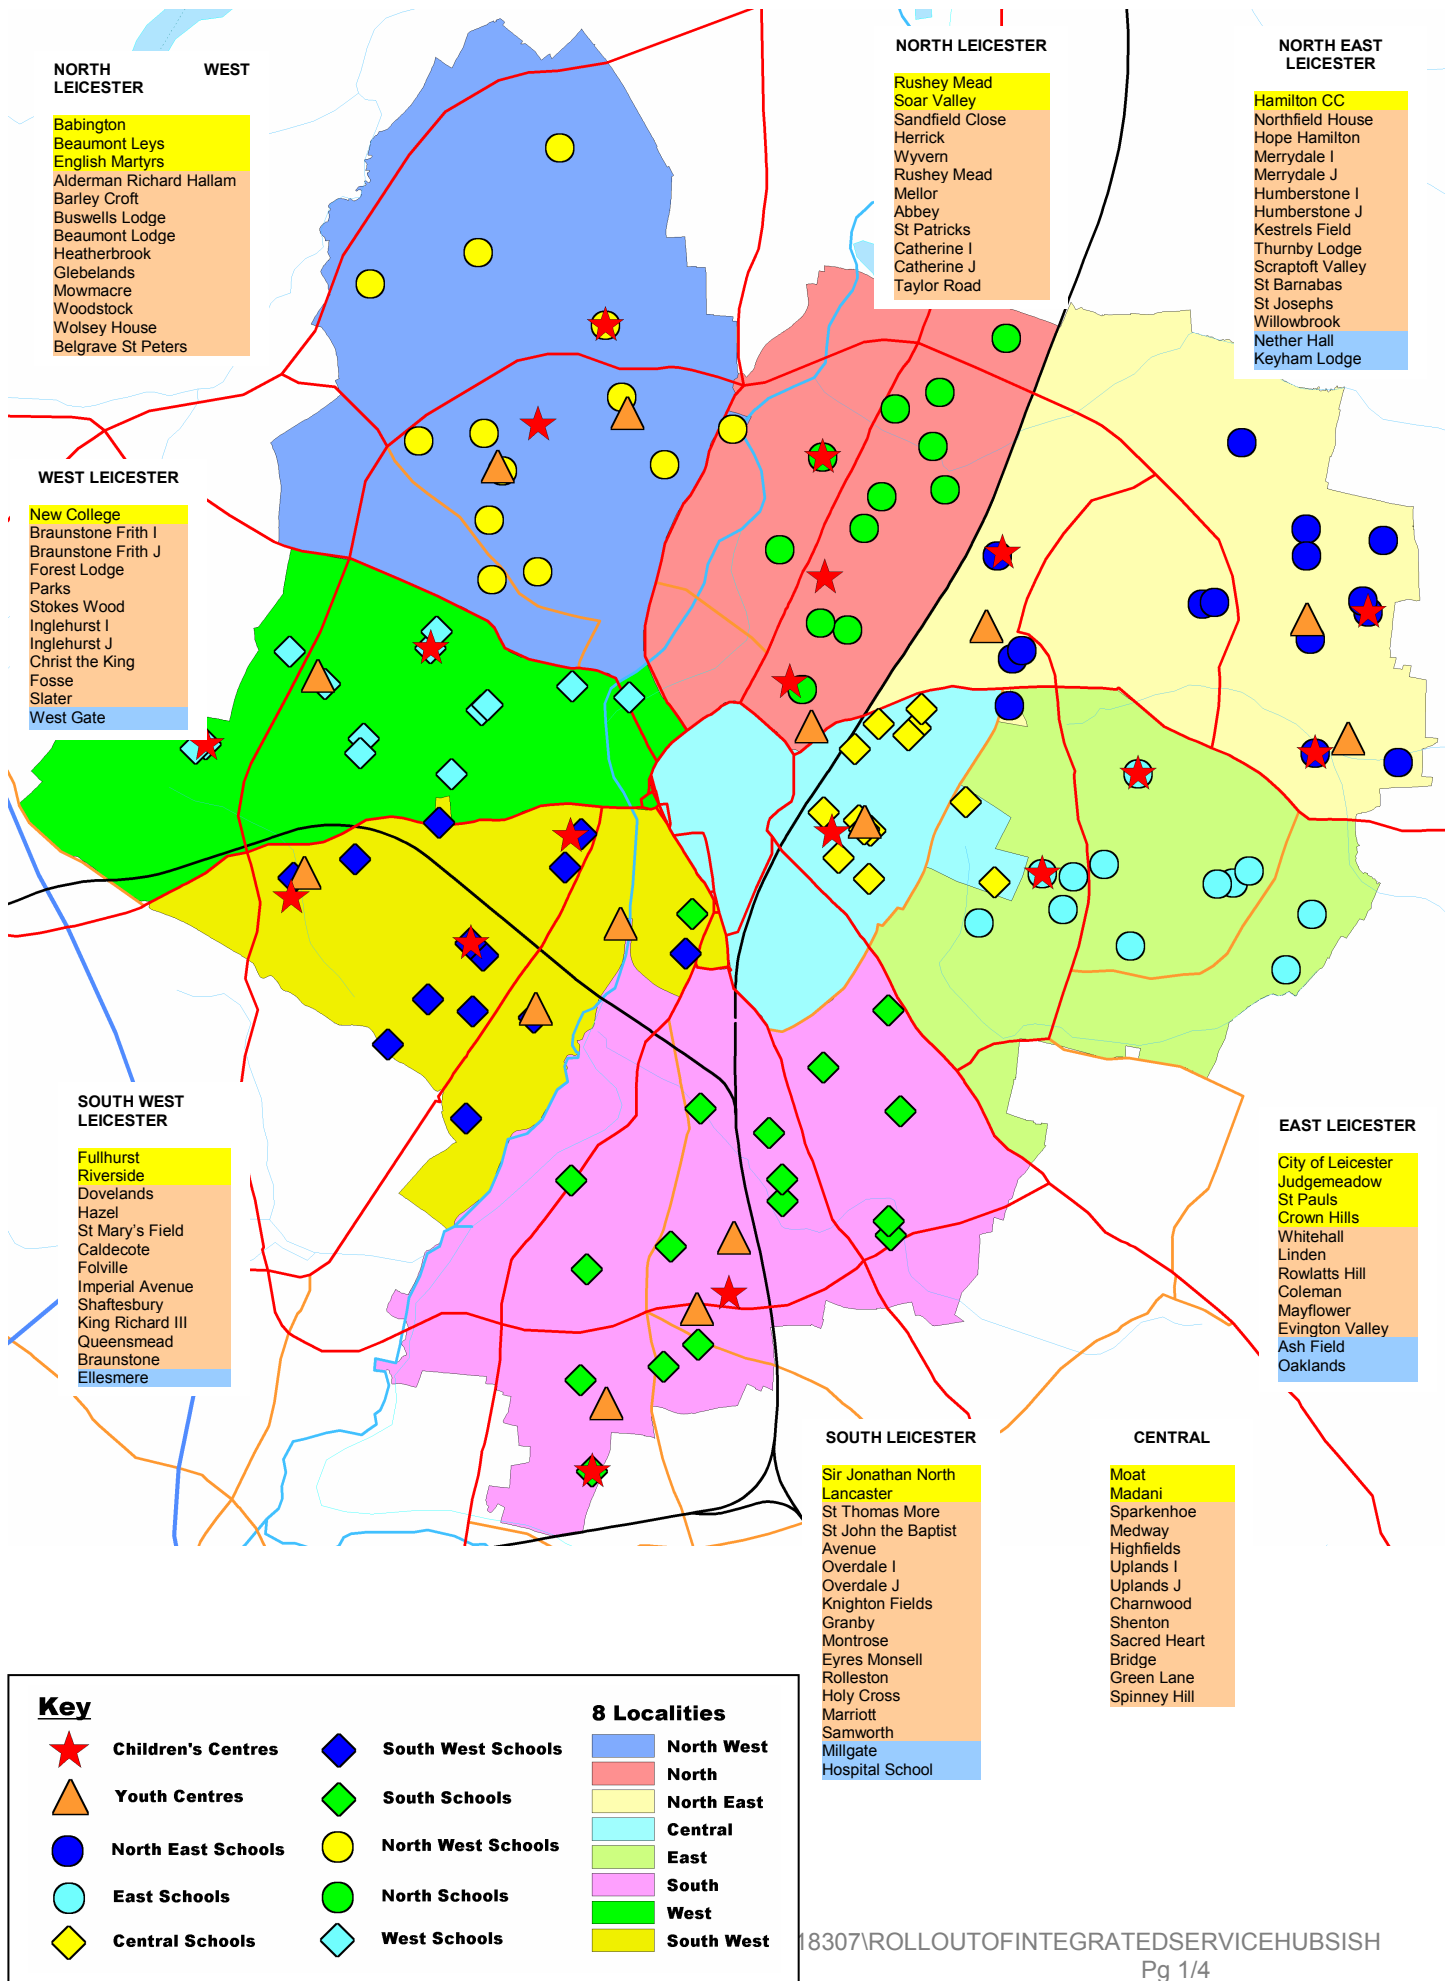 NORTH WEST
LEICESTER
Babington
Beaumont Leys
English Martyrs
Alderman Richard Hallam
Barley Croft
Buswells Lodge
Beaumont Lodge
Heatherbrook
Glebelands
Mowmacre
Woodstock
Wolsey House
Belgrave St Peters
NORTH LEICESTER
Rushey Mead
Soar Valley
Sandfield Close
Herrick
Wyvern
Rushey Mead
Mellor
Abbey
St Patricks
Catherine I
Catherine J
Taylor Road
NORTH EAST
LEICESTER
Hamilton CC
Northfield House
Hope Hamilton
Merrydale I
Merrydale J
Humberstone I
Humberstone J
Kestrels Field
Thurnby Lodge
Scraptoft Valley
St Barnabas
St Josephs
Willowbrook
Nether Hall
Keyham Lodge
WEST LEICESTER
New College
Braunstone Frith I
Braunstone Frith J
Forest Lodge
Parks
Stokes Wood
Inglehurst I
Inglehurst J
Christ the King
Fosse
Slater
West Gate
SOUTH WEST
LEICESTER
Fullhurst
Riverside
Dovelands
Hazel
St Mary's Field
Caldecote
Folville
Imperial Avenue
Shaftesbury
King Richard III
Queensmead
Braunstone
Ellesmere
EAST LEICESTER
City of Leicester
Judgemeadow
St Pauls
Crown Hills
Whitehall
Linden
Rowlatts Hill
Coleman
Mayflower
Evington Valley
Ash Field
Oaklands
SOUTH LEICESTER
Sir Jonathan North
Lancaster
St Thomas More
St John the Baptist
Avenue
Overdale I
Overdale J
Knighton Fields
Granby
Montrose
Eyres Monsell
Rolleston
Holy Cross
Marriott
Samworth
Millgate
Hospital School
CENTRAL
Moat
Madani
Sparkenhoe
Medway
Highfields
Uplands I
Uplands J
Charnwood
Shenton
Sacred Heart
Bridge
Green Lane
Spinney Hill
Key
Children's Centres
Youth Centres
North East Schools
East Schools
Central Schools
South West Schools
South Schools
North West Schools
North Schools
West Schools
8 Localities
North West
North
North East
Central
East
South
West
South West
18307\ROLLOUTOFINTEGRATEDSERVICEHUBSISH
Pg 1/4